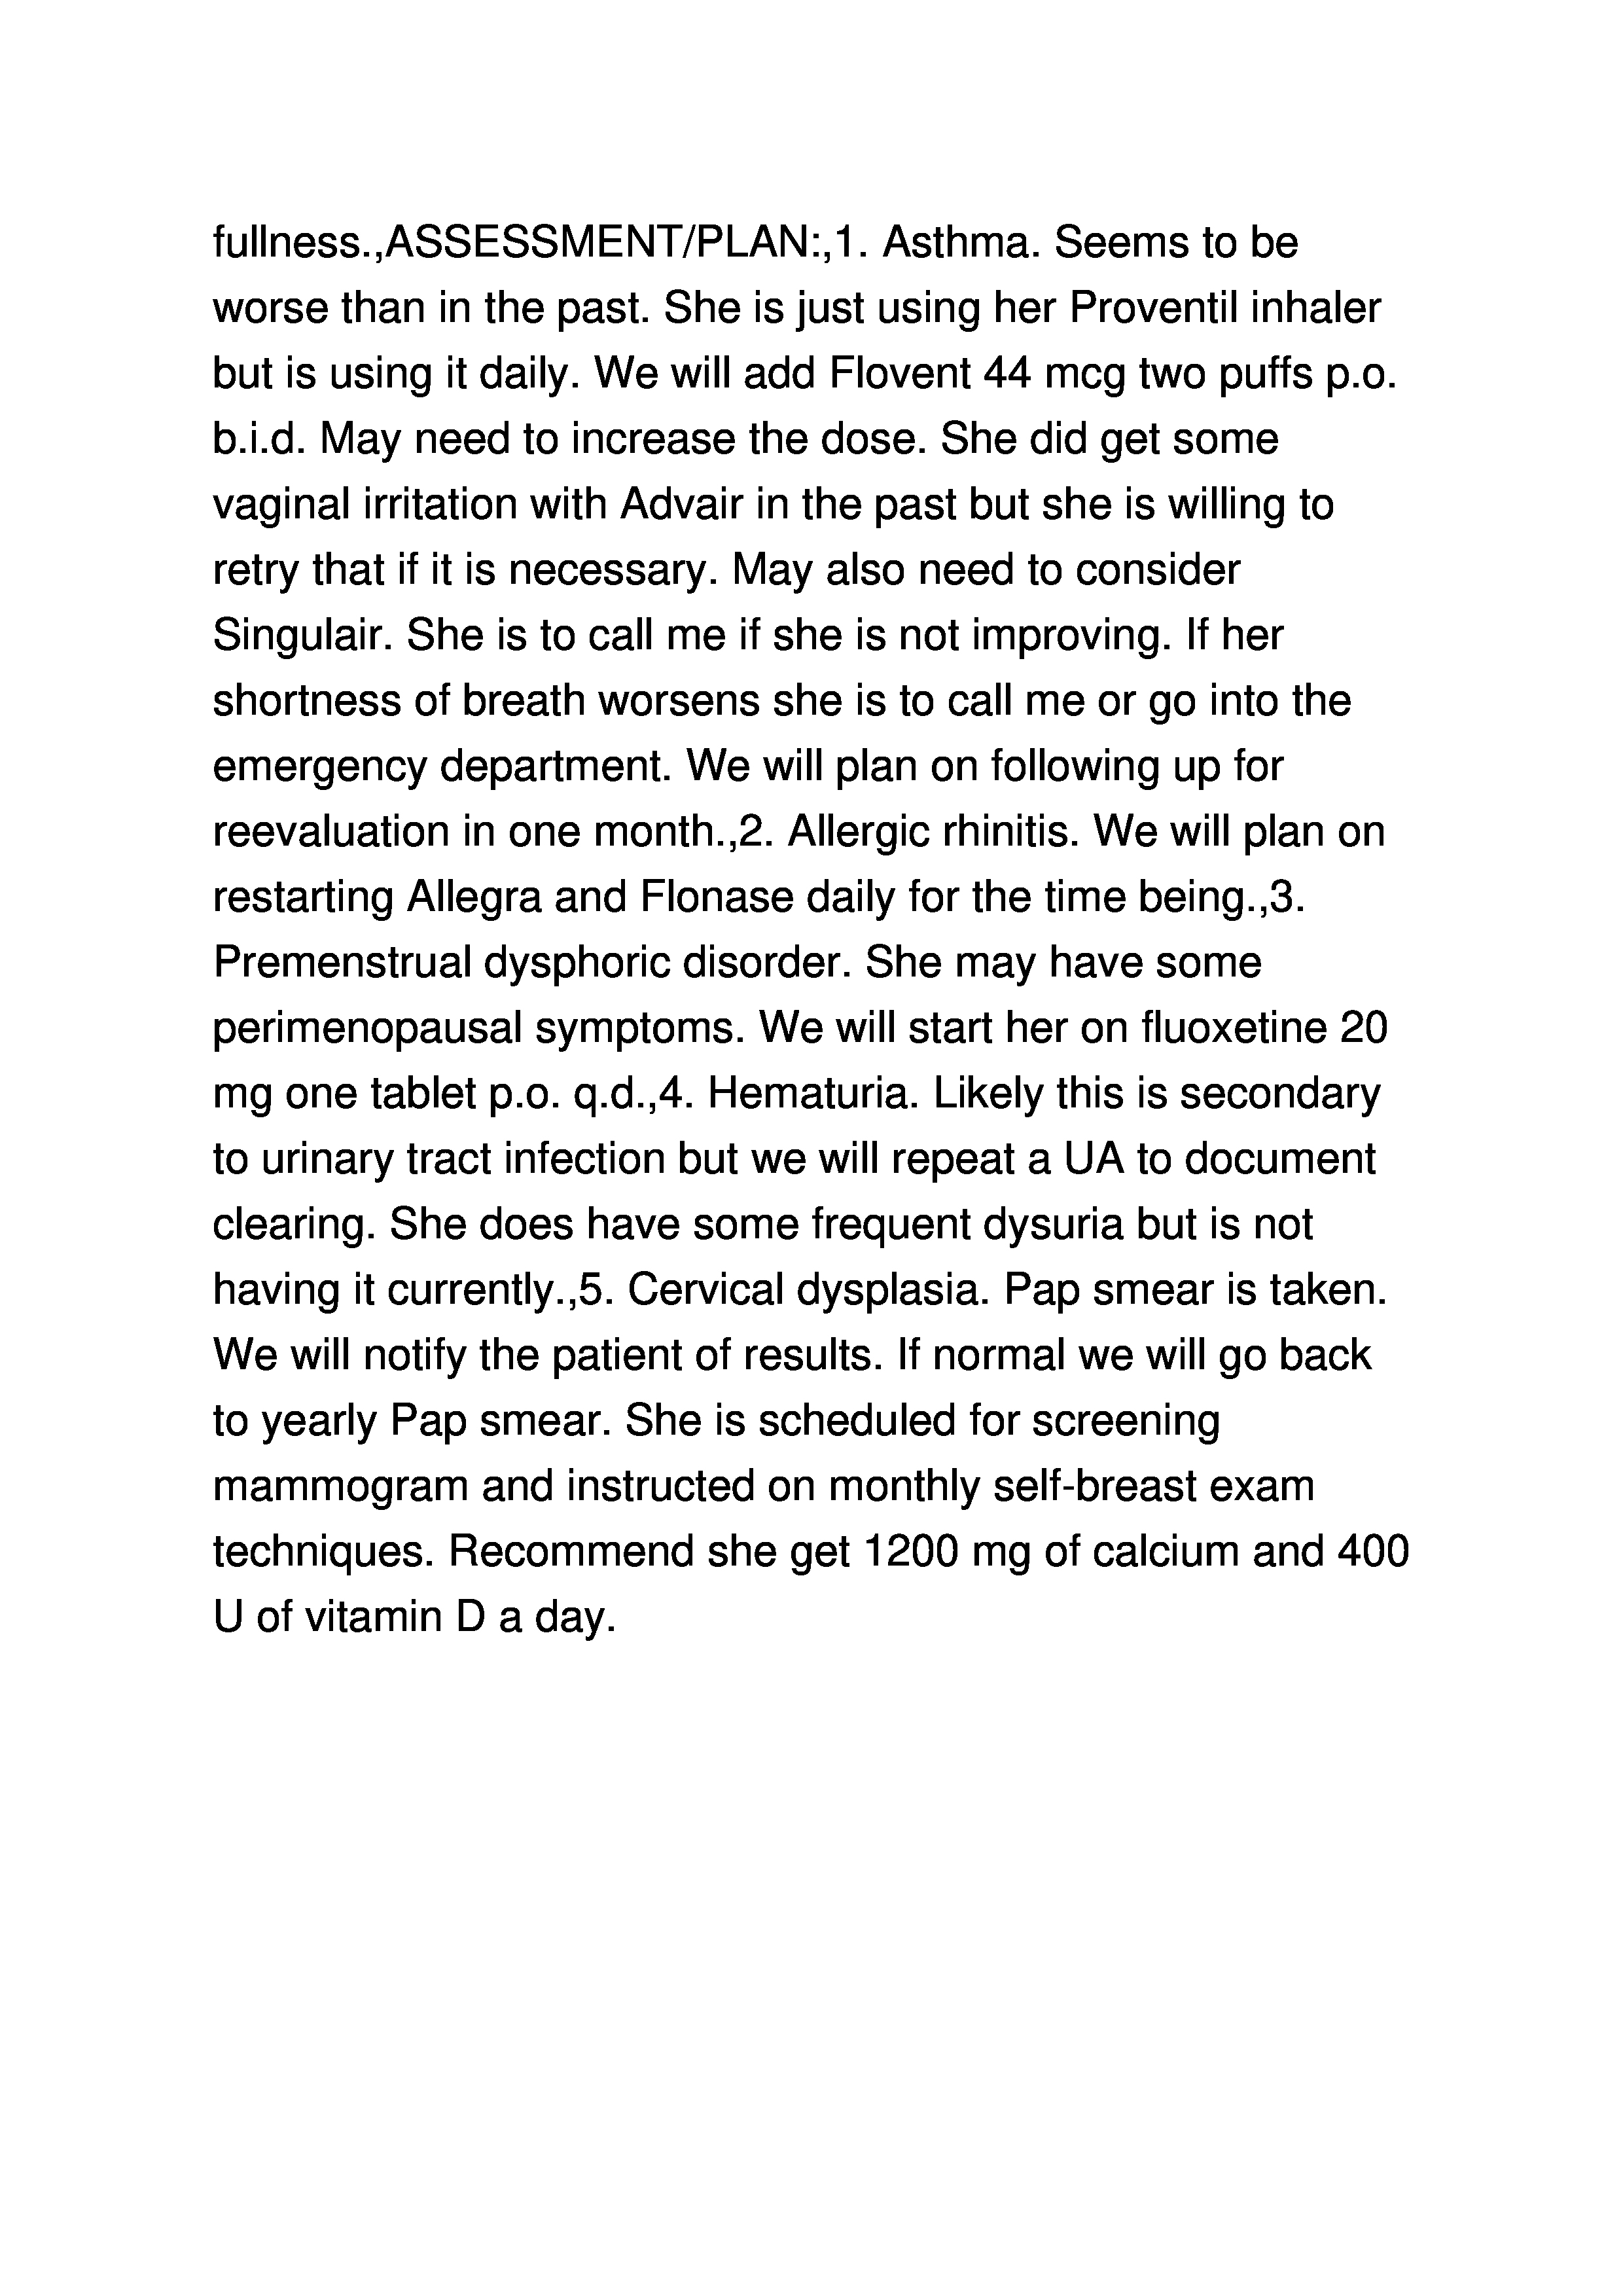 fullness.,ASSESSMENT/PLAN:,1. Asthma. Seems to be
worse than in the past. She is just using her Proventil inhaler
but is using it daily. We will add Flovent 44 mcg two puffs p.o.
b.i.d. May need to increase the dose. She did get some
vaginal irritation with Advair in the past but she is willing to
retry that if it is necessary. May also need to consider
Singulair. She is to call me if she is not improving. If her
shortness of breath worsens she is to call me or go into the
emergency department. We will plan on following up for
reevaluation in one month.,2. Allergic rhinitis. We will plan on
restarting Allegra and Flonase daily for the time being.,3.
Premenstrual dysphoric disorder. She may have some
perimenopausal symptoms. We will start her on fluoxetine 20
mg one tablet p.o. q.d.,4. Hematuria. Likely this is secondary
to urinary tract infection but we will repeat a UA to document
clearing. She does have some frequent dysuria but is not
having it currently.,5. Cervical dysplasia. Pap smear is taken.
We will notify the patient of results. If normal we will go back
to yearly Pap smear. She is scheduled for screening
mammogram and instructed on monthly self-breast exam
techniques. Recommend she get 1200 mg of calcium and 400
U of vitamin D a day.